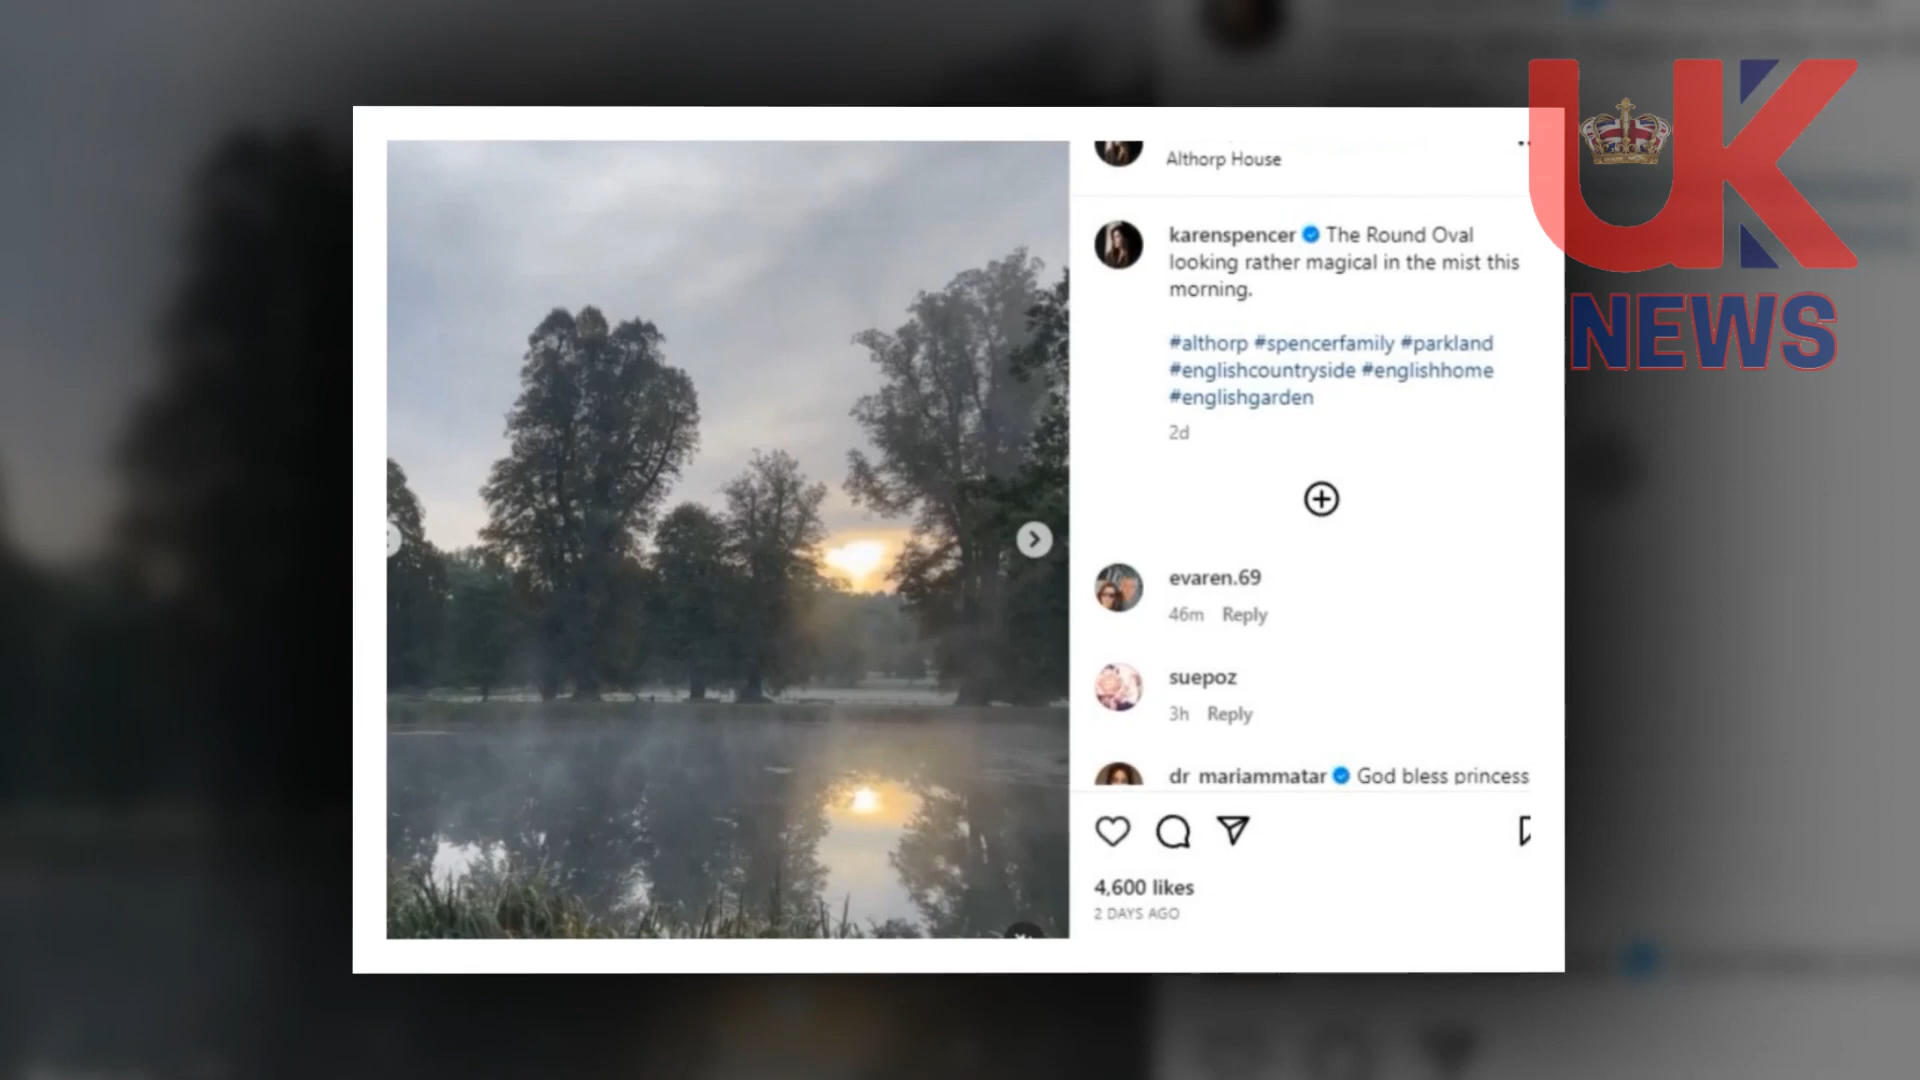 Althorp House
karenspencer The Round Oval
looking rather magical in the mist this
morning.
#althorp #spencerfamily #parkland
#englishcountryside #englishhome
#englishgarden
2d
evaren.69
46m Reply
suepoz
3h Reply
dr_mariammatar God bless princess
4,600 likes
2 DAYS AGO
UK
NEWS